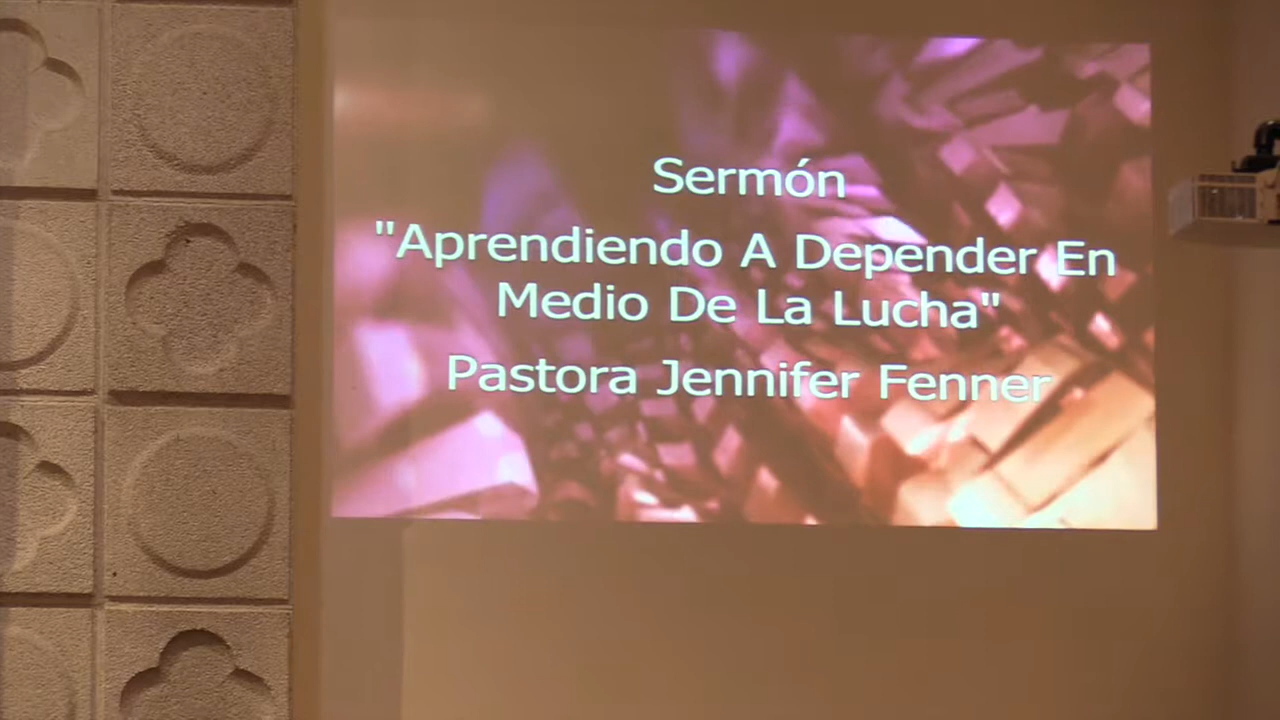 Sermón
"Aprendiendo A Depender En
Medio De La Lucha"
Pastora Jennifer Fenner